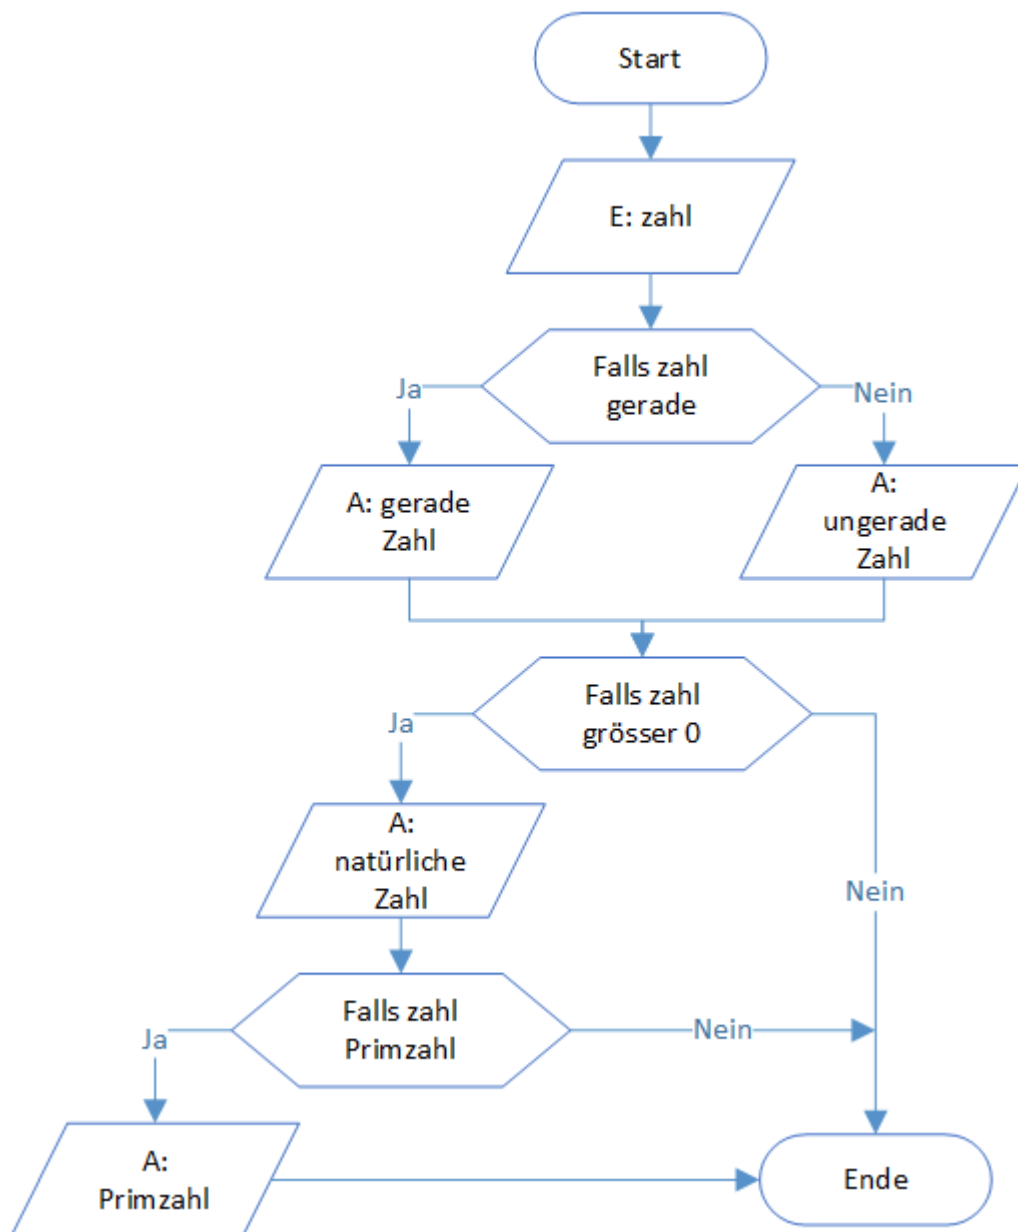 Start
E: zahl
Falls zahl
gerade
Ja
Nein
A: gerade
Zahl
A:
ungerade
Zahl
Falls zahl
grösser 0
Ja
A:
natürliche
Zahl
Nein
Falls zahl
Primzahl
Ja
Nein
A:
Primzahl
Ende